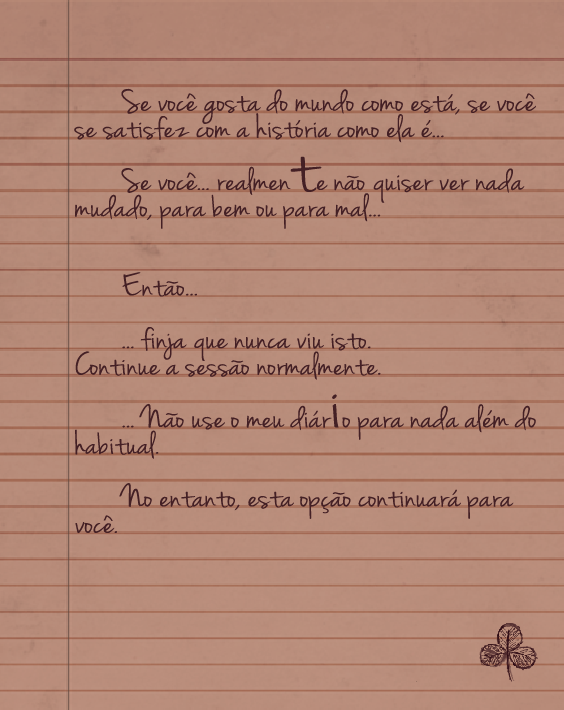 Se você gosta do mundo como está, se você
se satisfez com a história como ela é...
Se você... realmen te não quiser ver nada
mudado, para bem ou para mal...
Então...
... finja que nunca viu isto.
Continue a sessão normalmente.
... Não use o meu diário para nada além do
habitual.
No entanto, esta opção continuará para
você.